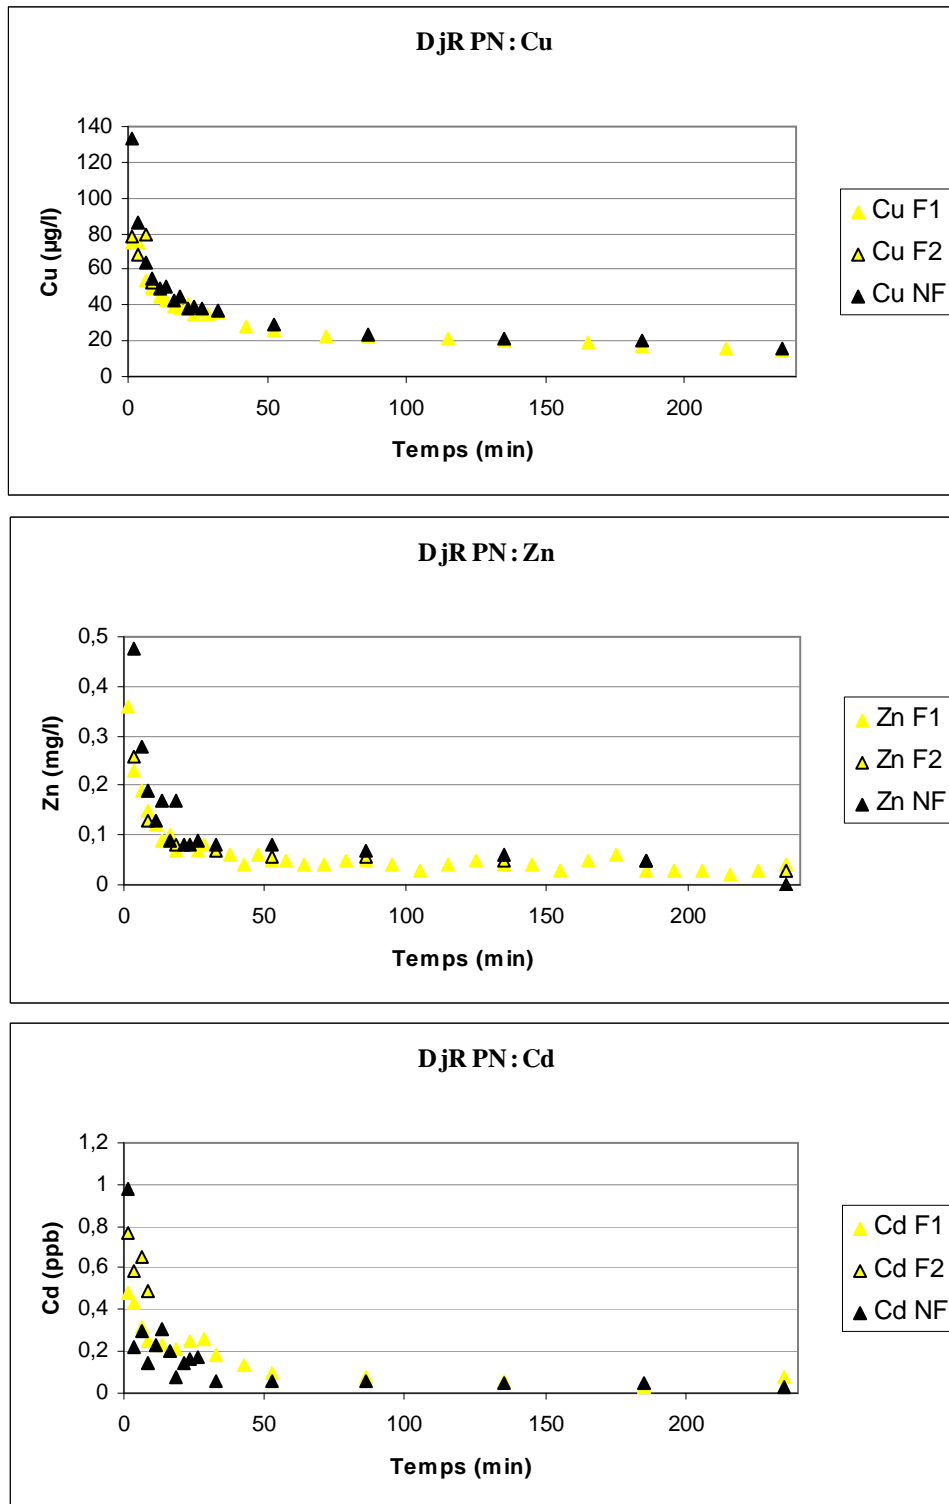 DjR PN: Cu
140
120
100
80
60
40
20
0
Cu (µg/l)
0 50 100 150 200
Temps (min)
Cu F1
Cu F2
Cu NF
DjR PN: Zn
0,5
0,4
0,3
0,2
0,1
0
Zn (mg/l)
0 50 100 150 200
Temps (min)
Zn F1
Zn F2
Zn NF
DjR PN: Cd
1,2
1
0,8
0,6
0,4
0,2
0
Cd (ppb)
0 50 100 150 200
Temps (min)
Cd F1
Cd F2
Cd NF